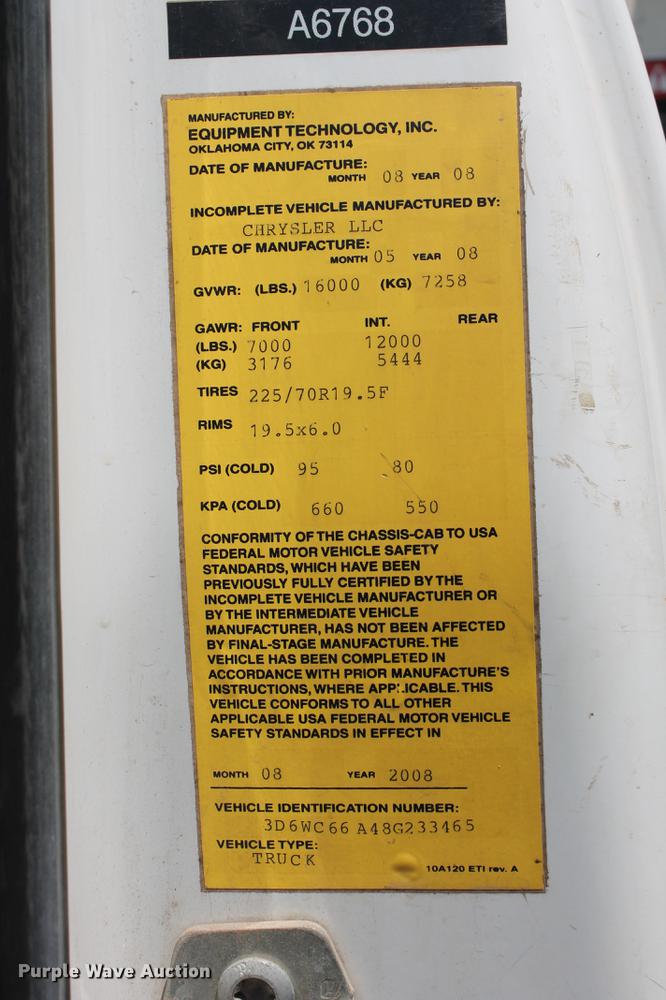 A6768
MANUFACTURED BY:
EQUIPMENT TECHNOLOGY, INC.
OKLAHOMA CITY, OK 73114
DATE OF MANUFACTURE:
MONTH 08 YEAR 08
INCOMPLETE VEHICLE MANUFACTURED BY:
CHRYSLER LLC
DATE OF MANUFACTURE:
MONTH 05 YEAR 08
GVWR: (LBS.) 16000 (KG) 7258
GAWR: FRONT INT. REAR
(LBS.) 7000 12000
(KG) 3176 5444
TIRES 225/70R19.5F
RIMS 19.5x6.0
PSI (COLD) 95 80
KPA (COLD) 660 550
CONFORMITY OF THE CHASSIS-CAB TO USA
FEDERAL MOTOR VEHICLE SAFETY
STANDARDS, WHICH HAVE BEEN
PREVIOUSLY FULLY CERTIFIED BY THE
INCOMPLETE VEHICLE MANUFACTURER OR
BY THE INTERMEDIATE VEHICLE
MANUFACTURER, HAS NOT BEEN AFFECTED
BY FINAL-STAGE MANUFACTURE. THE
VEHICLE HAS BEEN COMPLETED IN
ACCORDANCE WITH PRIOR MANUFACTURE'S
INSTRUCTIONS, WHERE APPLICABLE. THIS
VEHICLE CONFORMS TO ALL OTHER
APPLICABLE USA FEDERAL MOTOR VEHICLE
SAFETY STANDARDS IN EFFECT IN
MONTH 08 YEAR 2008
VEHICLE IDENTIFICATION NUMBER:
3D6WC66A48G233465
VEHICLE TYPE:
TRUCK
10A120 ETI rev. A
Purple Wave Auction